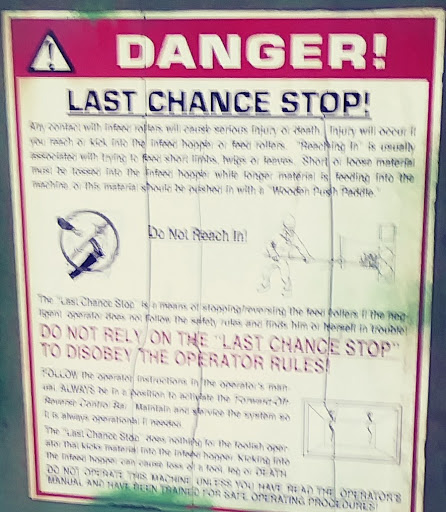 DANGER!
LAST CHANCE STOP!
Any contact with infeed rollers will cause serious injury or death. Injury will occur if
you reach or kick into the infeed hopper or feed rollers. "Reaching In" is usually
associated with trying to feed short limbs, twigs or leaves. Short or loose material
must be tossed into the infeed hopper while longer material is feeding into the
machine or this material should be pushed in with a "Wooden Push Paddle."
Do Not Reach In!
The "Last Chance Stop" is a means of stopping/reversing the feed rollers if the neg-
ligent operator does not follow the safety rules and finds him or herself in trouble!
DO NOT RELY ON THE "LAST CHANCE STOP"
TO DISOBEY THE OPERATOR RULES!
FOLLOW the operator instructions in the operator's man-
ual. ALWAYS be in a position to activate the Forward-Off-
Reverse Control Bar. Maintain and service the system so
it is always operational if needed.
The "Last Chance Stop" does nothing for the foolish oper-
ator that kicks material into the infeed hopper. Kicking into
the infeed hopper can cause loss of a foot, leg or DEATH.
DO NOT OPERATE THIS MACHINE UNLESS YOU HAVE READ THE OPERATOR'S
MANUAL AND HAVE BEEN TRAINED FOR SAFE OPERATING PROCEDURES!